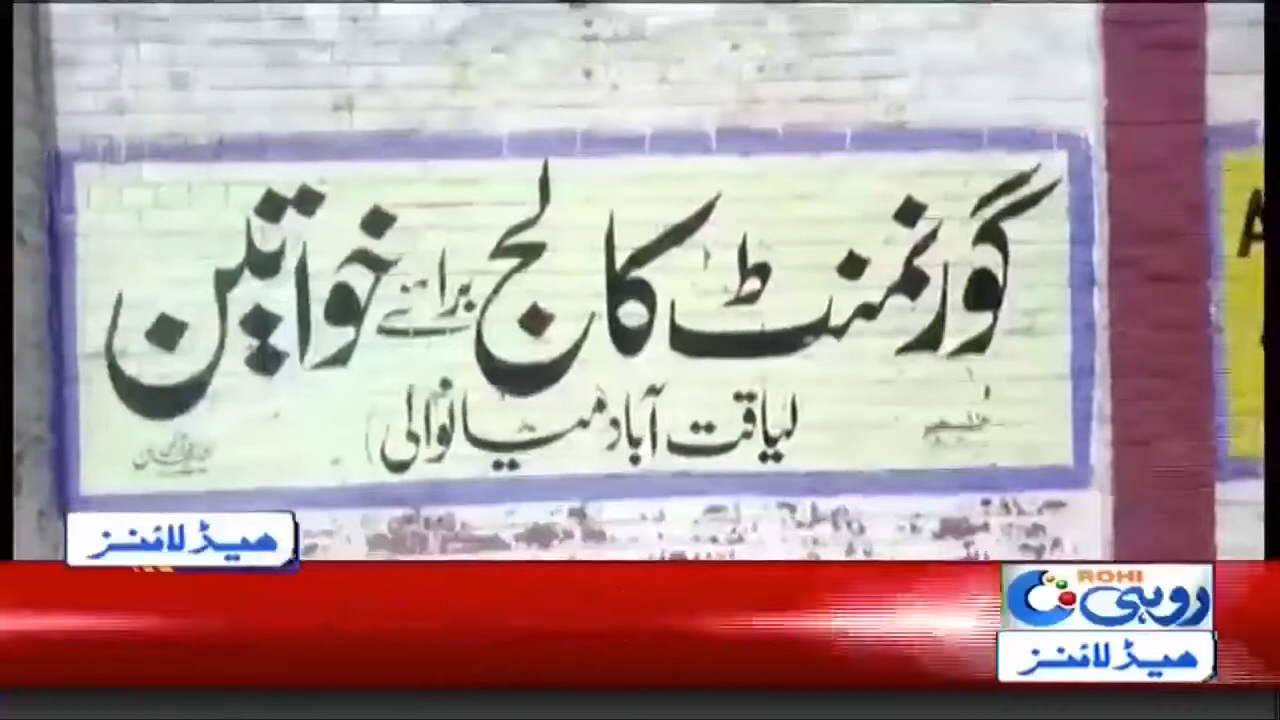 گورنمنٹ کالج برائے خواتین
لیاقت آباد میانوالی
A
ہیڈ لائنز
ROHI
روہی
ہیڈ لائنز